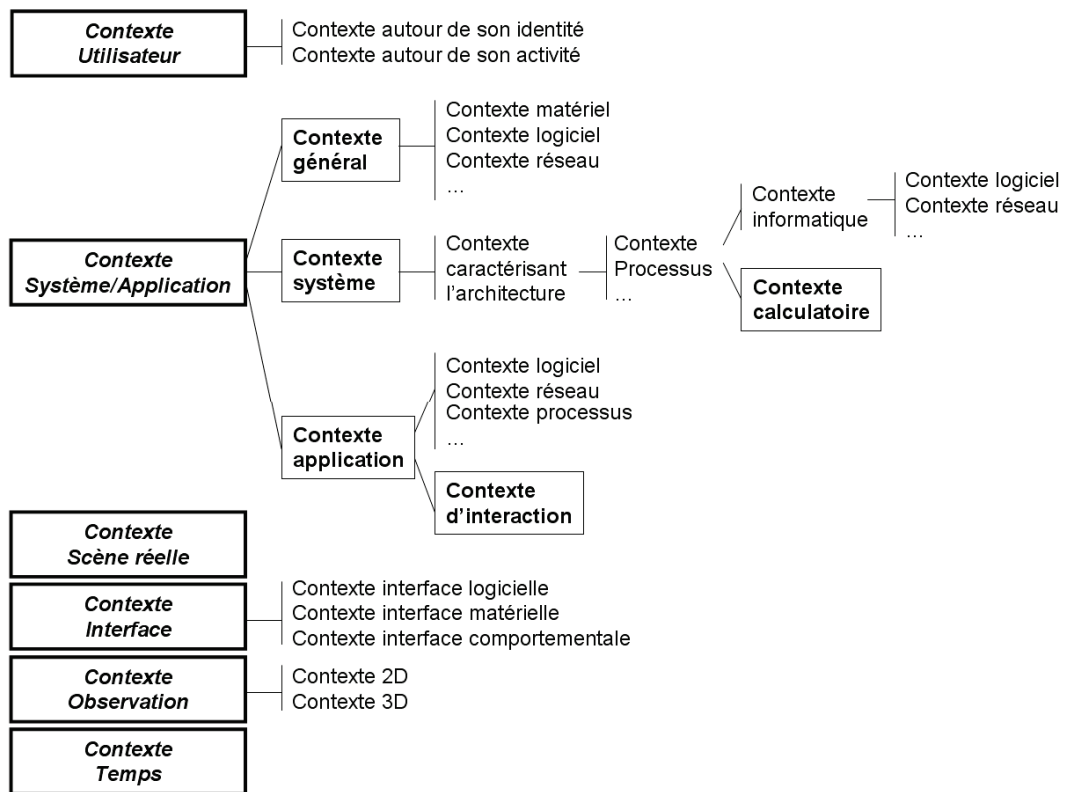 Contexte
Utilisateur
Contexte autour de son identité
Contexte autour de son activité
Contexte
Système/Application
Contexte
général
Contexte matériel
Contexte logiciel
Contexte réseau
...
Contexte
système
Contexte
caractérisant
l'architecture
Contexte
Processus
...
Contexte
informatique
Contexte logiciel
Contexte réseau
...
Contexte
calculatoire
Contexte
application
Contexte logiciel
Contexte réseau
Contexte processus
...
Contexte
d'interaction
Contexte
Scène réelle
Contexte
Interface
Contexte interface logicielle
Contexte interface matérielle
Contexte interface comportementale
Contexte
Observation
Contexte 2D
Contexte 3D
Contexte
Temps